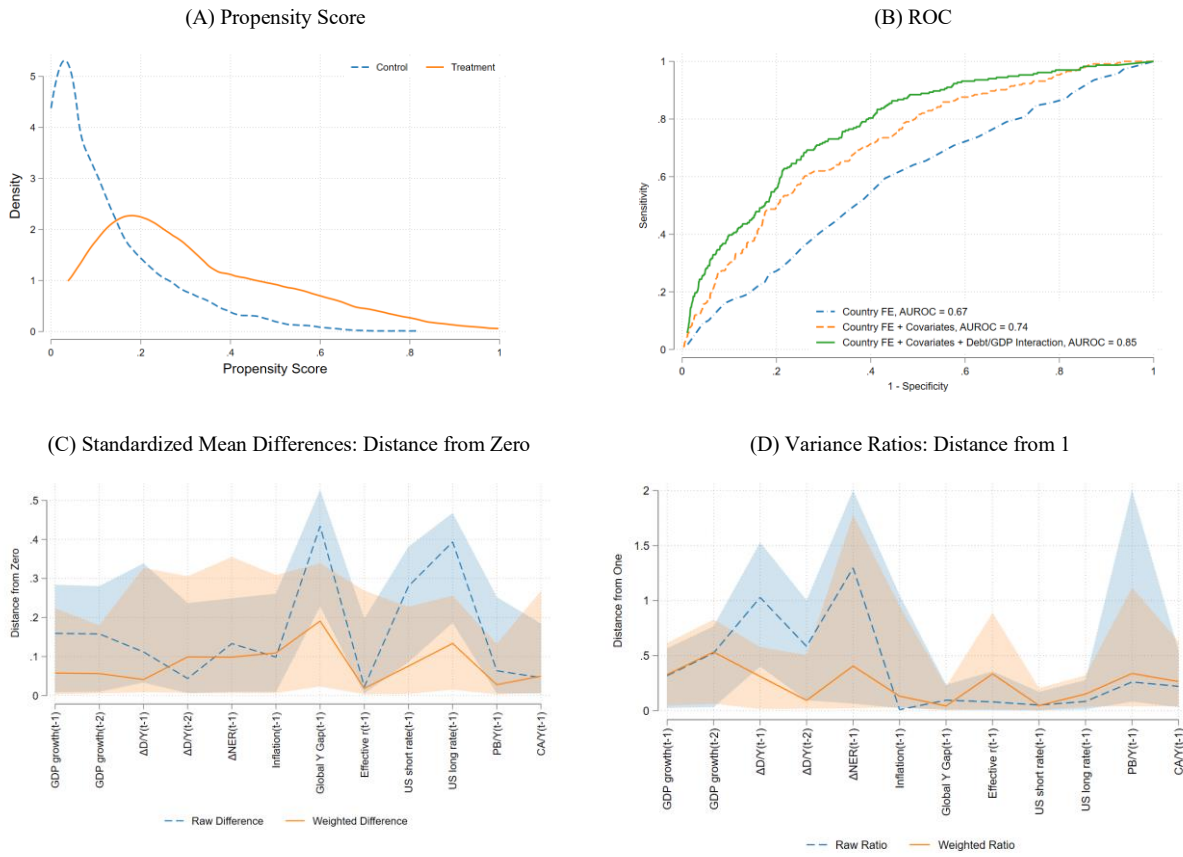 (A) Propensity Score
Control
Treatment
5
4
3
2
1
0
Density
0
.2
.4
.6
.8
1
Propensity Score
(B) ROC
1
.8
.6
.4
.2
0
Sensitivity
Country FE, AUROC = 0.67
Country FE + Covariates, AUROC = 0.74
Country FE + Covariates + Debt/GDP Interaction, AUROC = 0.85
0
.2
.4
.6
.8
1
1 - Specificity
(C) Standardized Mean Differences: Distance from Zero
.5
.4
.3
.2
.1
0
Distance from Zero
GDP growth(t-1)
GDP growth(t-2)
ΔD/Y(t-1)
ΔD/Y(t-2)
ΔNER(t-1)
Inflation(t-1)
Global Y Gap(t-1)
Effective r(t-1)
US short rate(t-1)
US long rate(t-1)
PB/Y(t-1)
CA/Y(t-1)
Raw Difference
Weighted Difference
(D) Variance Ratios: Distance from 1
2
1.5
1
.5
0
Distance from One
GDP growth(t-1)
GDP growth(t-2)
ΔD/Y(t-1)
ΔD/Y(t-2)
ΔNER(t-1)
Inflation(t-1)
Global Y Gap(t-1)
Effective r(t-1)
US short rate(t-1)
US long rate(t-1)
PB/Y(t-1)
CA/Y(t-1)
Raw Ratio
Weighted Ratio